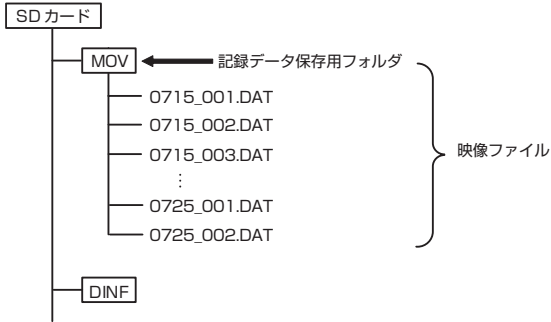 SDカード
MOV
記録データ保存用フォルダ
0715_001.DAT
0715_002.DAT
0715_003.DAT
⋮
0725_001.DAT
0725_002.DAT
映像ファイル
DINF